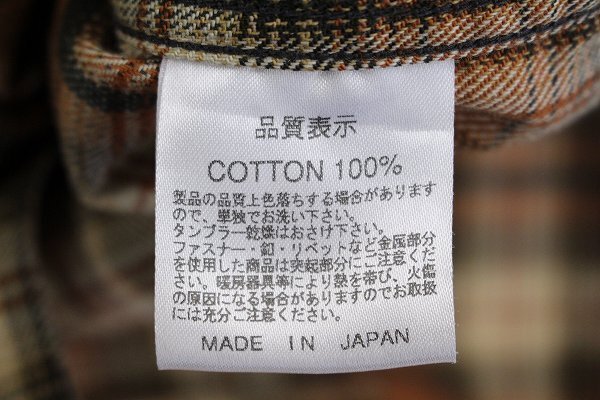 品質表示
COTTON 100%
製品の品質上色落ちする場合があります
ので、単独でお洗い下さい。
タンブラー乾燥はおさけ下さい。
ファスナー・釦・リベットなど金属部分
を使用した商品は突起部分にご注意くだ
さい。暖房器具等により熱を帯び、火傷
の原因になる場合がありますのでお取扱
には充分ご注意ください。
MADE IN JAPAN